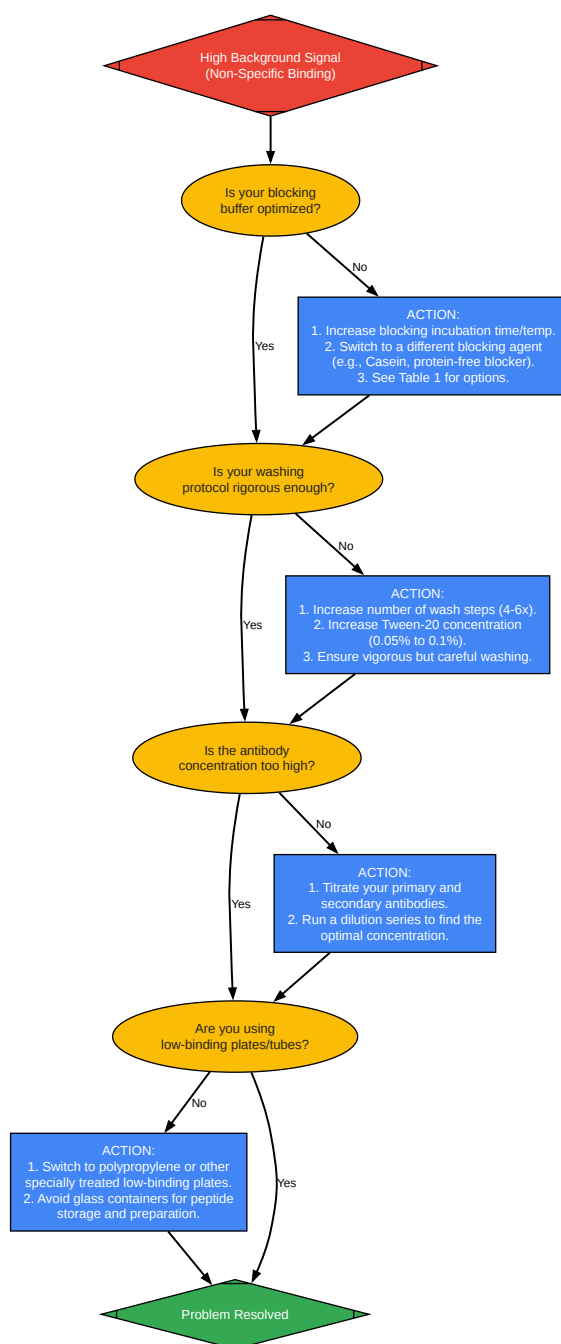 High Background Signal
(Non-Specific Binding)
Is your blocking
buffer optimized?
No
ACTION:
1. Increase blocking incubation time/temp.
2. Switch to a different blocking agent
(e.g., Casein, protein-free blocker).
3. See Table 1 for options.
Yes
Is your washing
protocol rigorous enough?
No
ACTION:
1. Increase number of wash steps (4-6x).
2. Increase Tween-20 concentration
(0.05% to 0.1%).
3. Ensure vigorous but careful washing.
Yes
Is the antibody
concentration too high?
No
ACTION:
1. Titrate your primary and
secondary antibodies.
2. Run a dilution series to find the
optimal concentration.
Yes
Are you using
low-binding plates/tubes?
No
ACTION:
1. Switch to polypropylene or other
specially treated low-binding plates.
2. Avoid glass containers for peptide
storage and preparation.
Yes
Problem Resolved